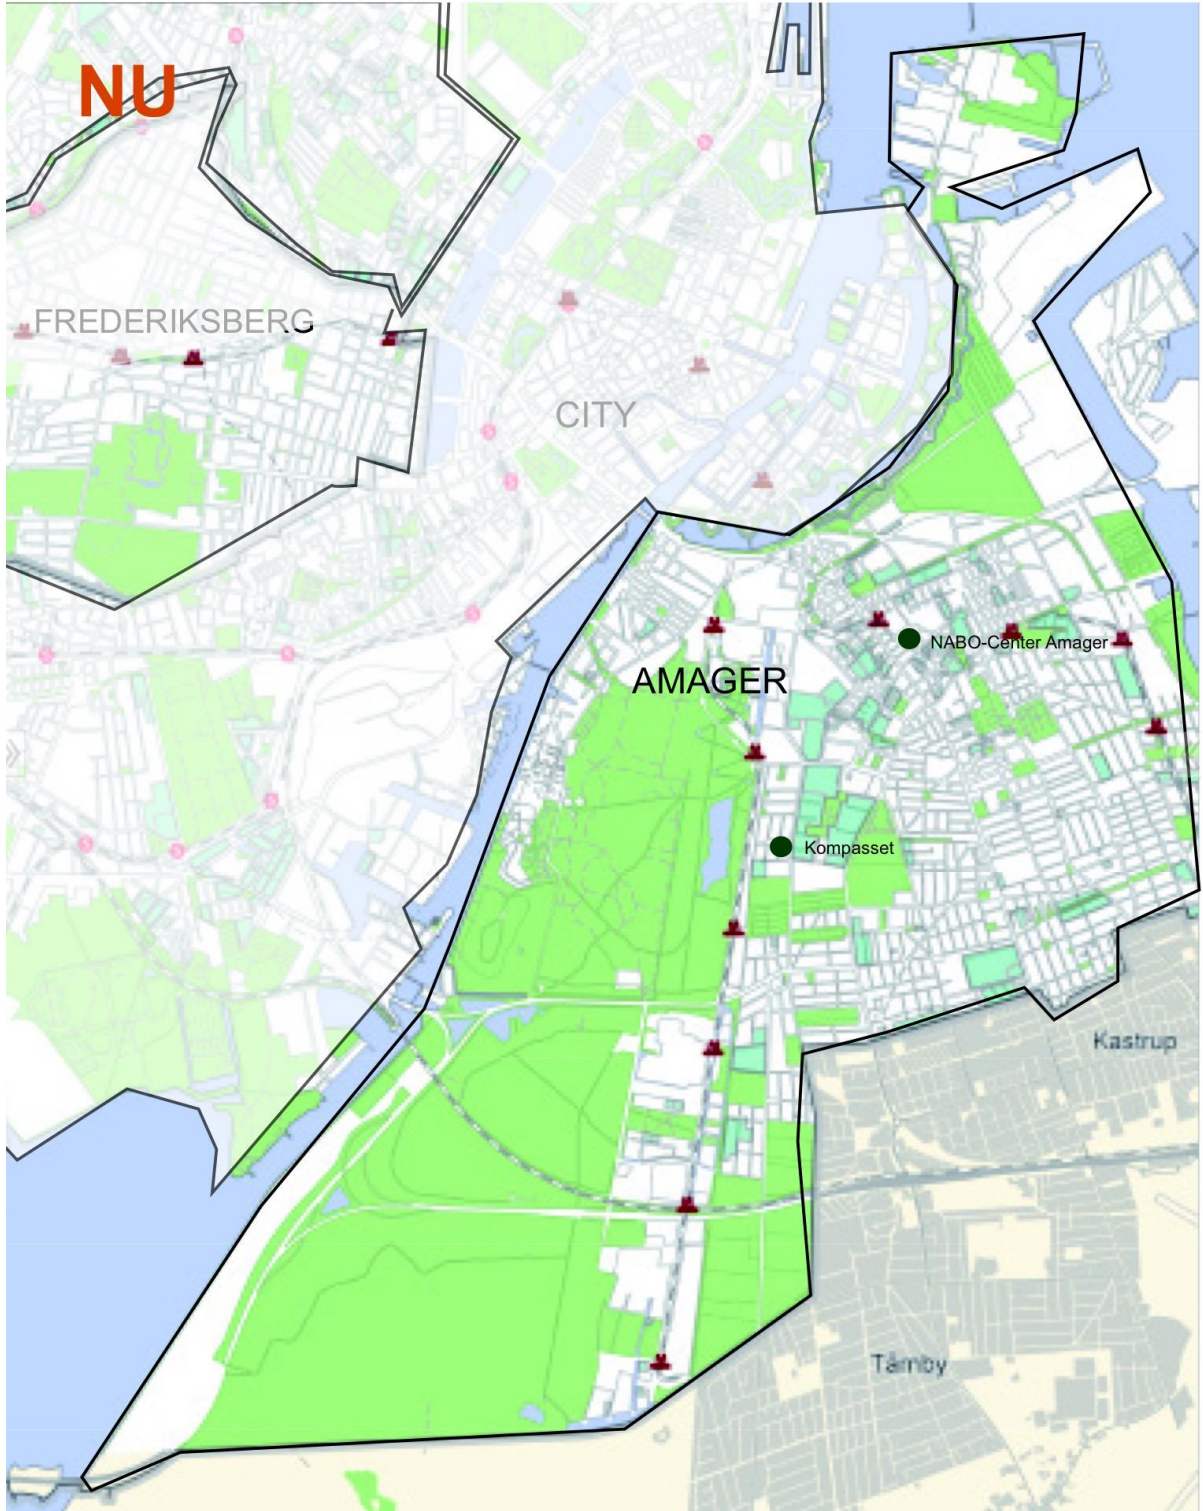 NU
FREDERIKSBERG
CITY
NABO-Center Amager
AMAGER
Kompasset
Kastrup
Tårnby